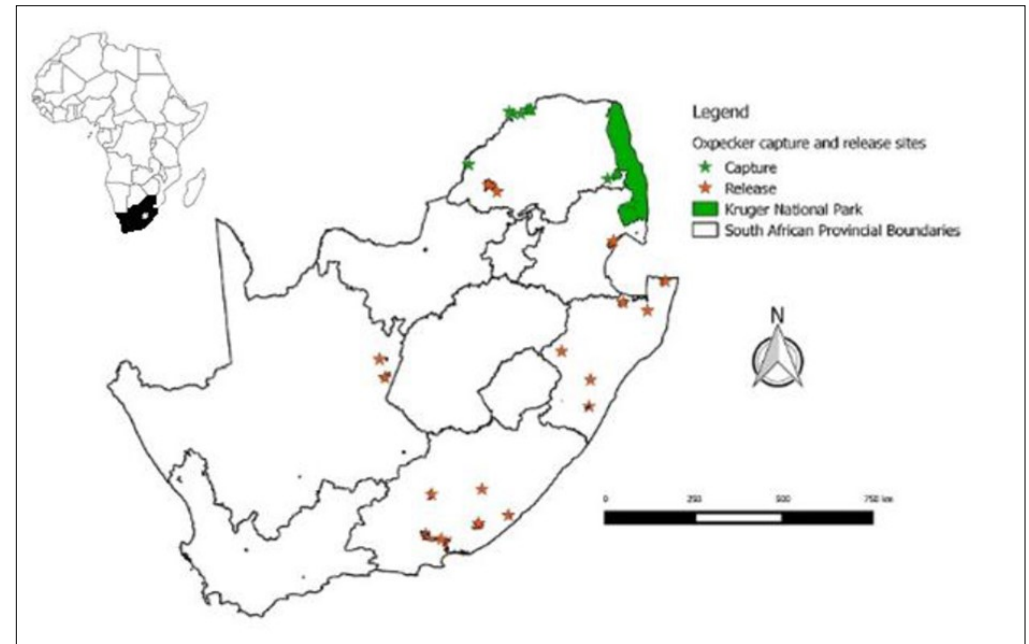 Legend
Oxpecker capture and release sites
Capture
Release
Kruger National Park
South African Provincial Boundaries
N
0 250 500 750 km